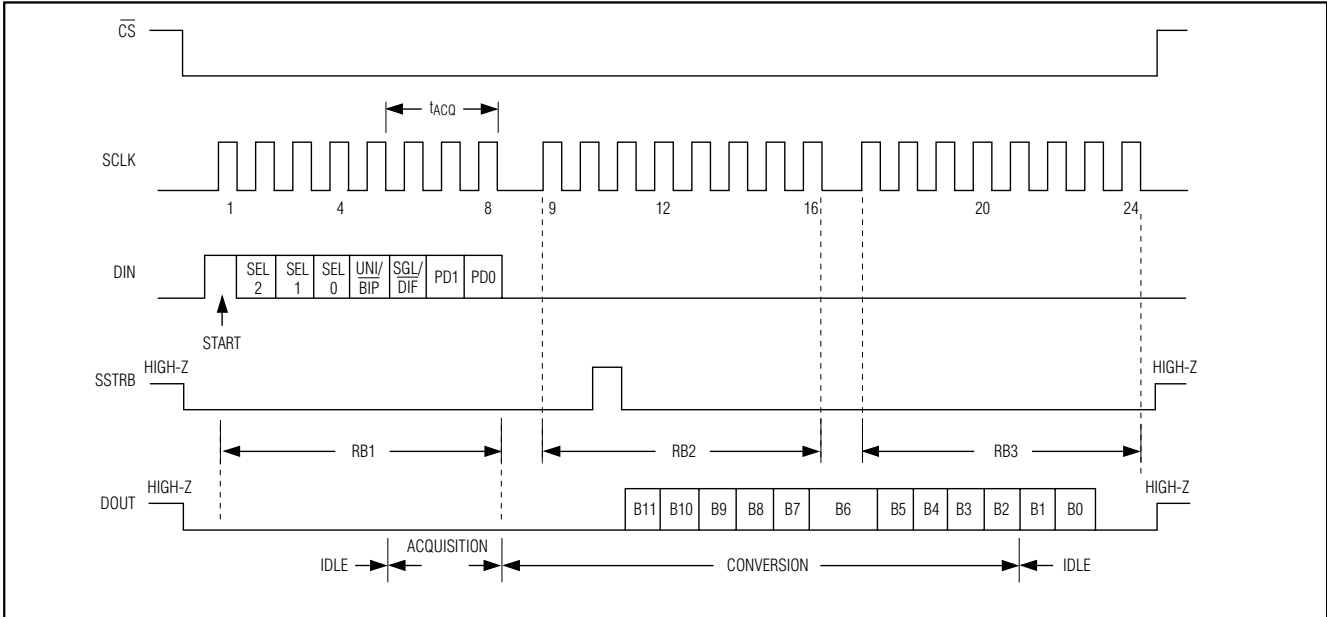 CS
tACQ
SCLK
1 4 8 9 12 16 20 24
DIN
SEL 2
SEL 1
SEL 0
UNI/ BIP
SGL/ DIF
PD1
PD0
START
HIGH-Z
HIGH-Z
SSTRB
RB1
RB2
RB3
HIGH-Z
HIGH-Z
DOUT
B11 B10 B9 B8 B7 B6 B5 B4 B3 B2 B1 B0
IDLE
ACQUISITION
CONVERSION
IDLE